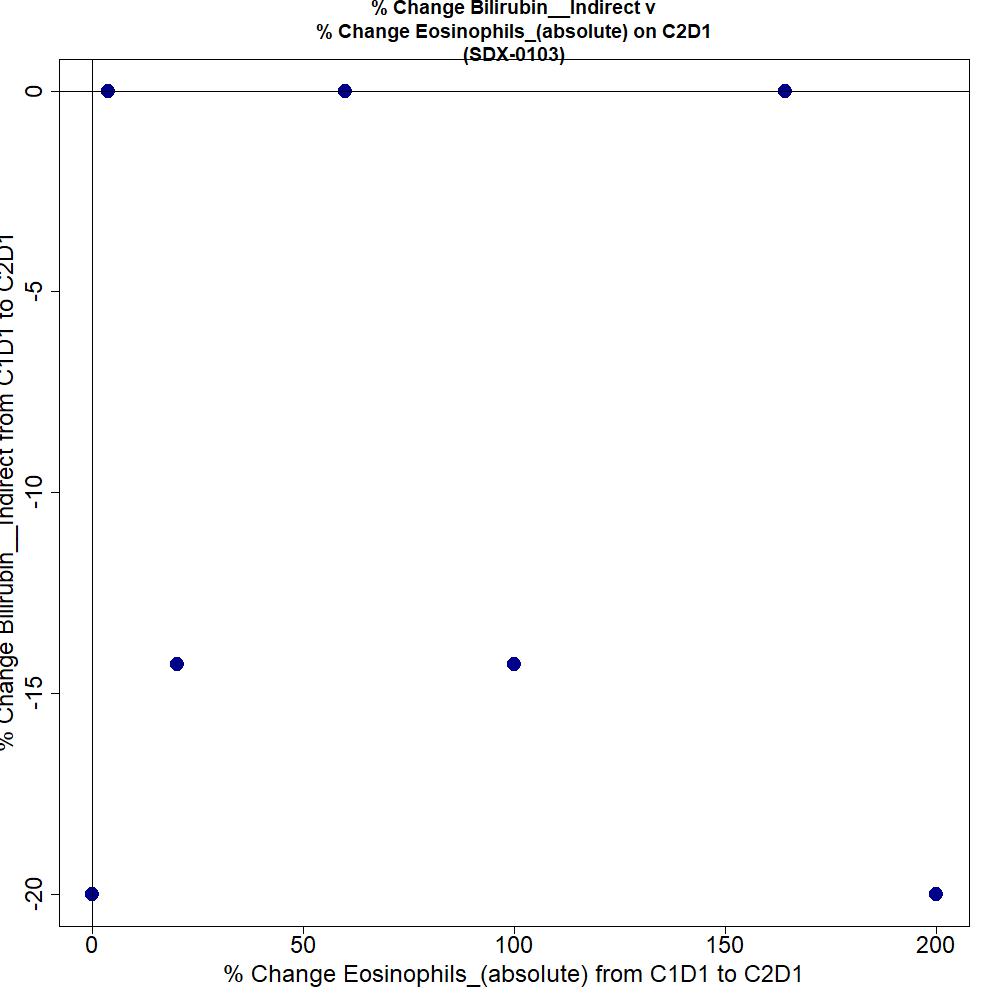 % Change Bilirubin__Indirect v
% Change Eosinophils_(absolute) on C2D1
(SDX-0103)
% Change Bilirubin__Indirect from C1D1 to C2D1
0
-5
-10
-15
-20
0 50 100 150 200
% Change Eosinophils_(absolute) from C1D1 to C2D1